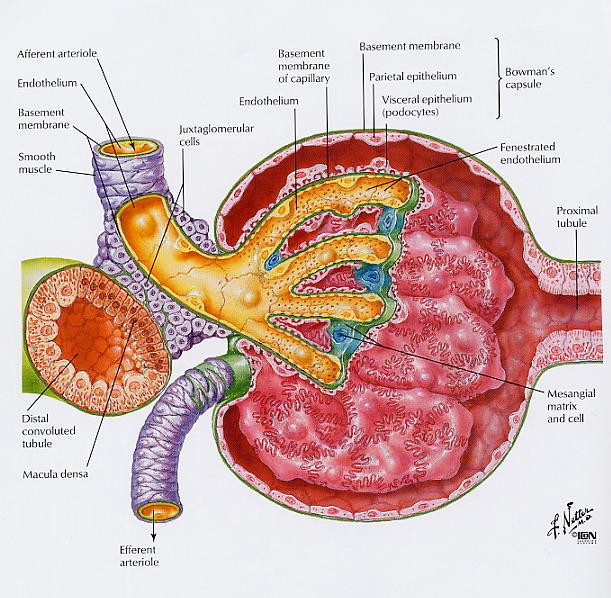 Afferent arteriole
Endothelium
Basement
membrane
Smooth
muscle
Juxtaglomerular
cells
Endothelium
Basement
membrane
of capillary
Basement membrane
Parietal epithelium
Visceral epithelium
(podocytes)
Bowman's
capsule
Fenestrated
endothelium
Proximal
tubule
Mesangial
matrix
and cell
Distal
convoluted
tubule
Macula densa
Efferent
arteriole
F. Netter
M.D.